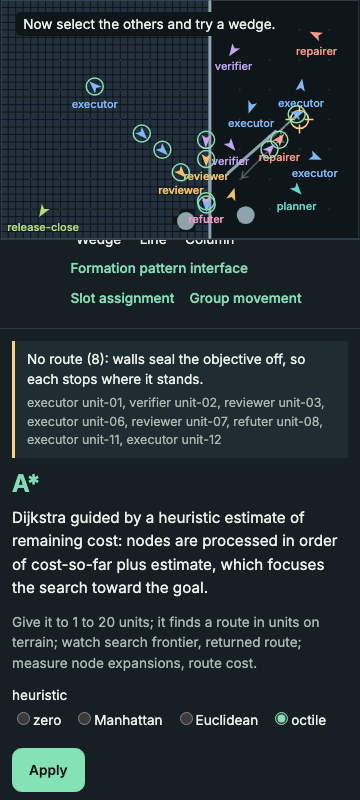 Now select the others and try a wedge.
verifier
repairer
executor
executor
executor
verifier
repairer
reviewer
executor
reviewer
planner
refuter
release-close
Wedge Line Column
Formation pattern interface
Slot assignment Group movement
No route (8): walls seal the objective off, so
each stops where it stands.
executor unit-01, verifier unit-02, reviewer unit-03,
executor unit-06, reviewer unit-07, refuter unit-08,
executor unit-11, executor unit-12
A*
Dijkstra guided by a heuristic estimate of
remaining cost: nodes are processed in order
of cost-so-far plus estimate, which focuses
the search toward the goal.
Give it to 1 to 20 units; it finds a route in units on
terrain; watch search frontier, returned route;
measure node expansions, route cost.
heuristic
zero Manhattan Euclidean octile
Apply